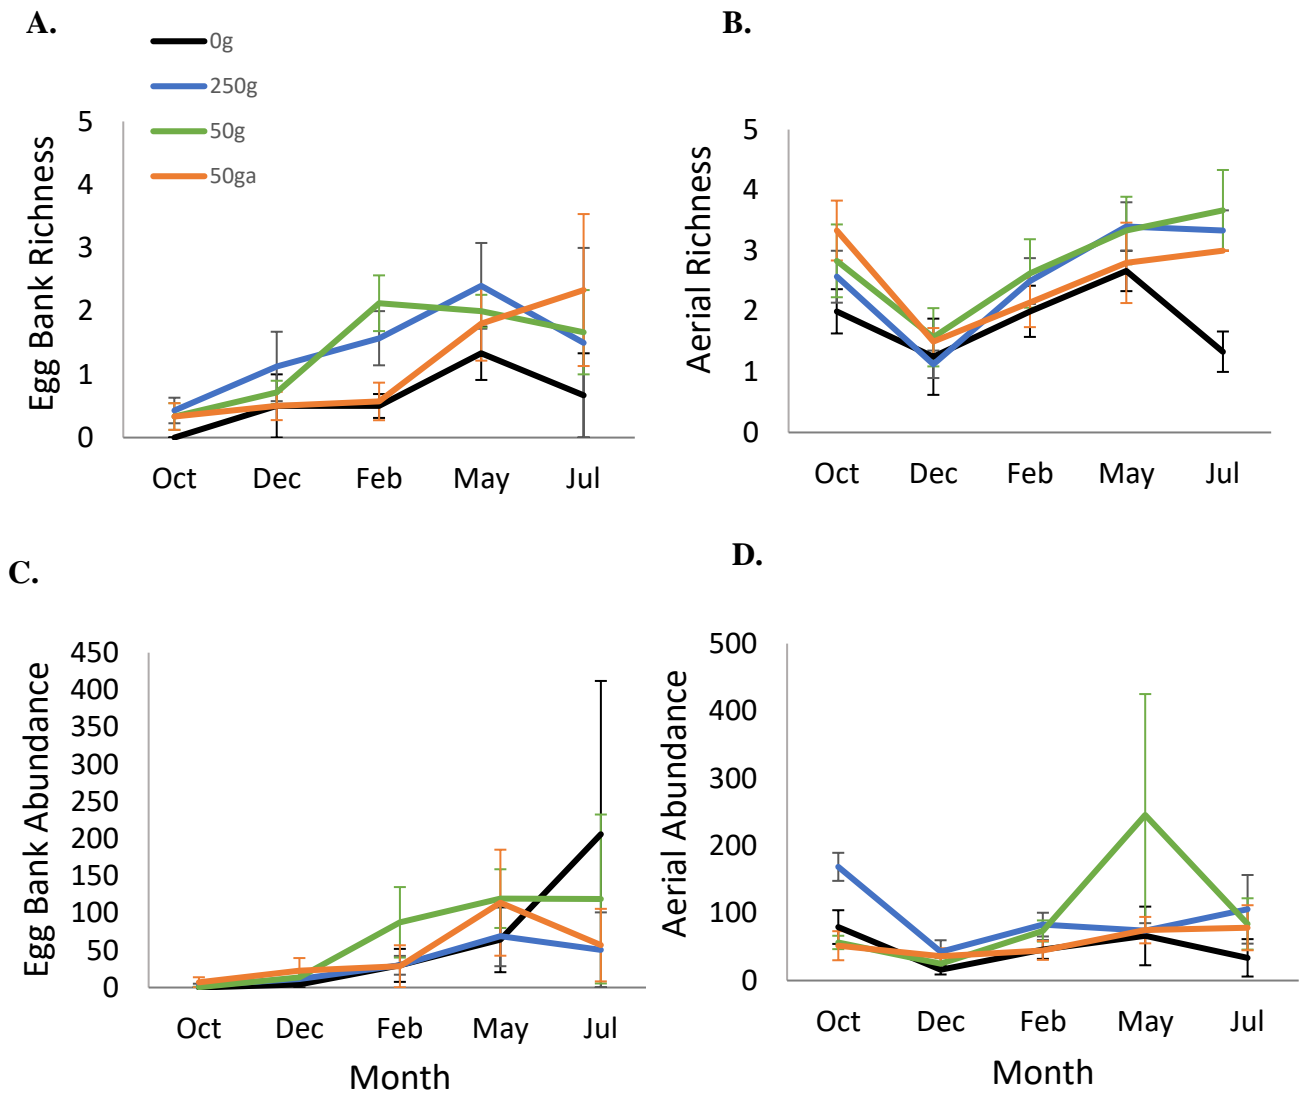 A.
0g
250g
50g
50ga
Egg Bank Richness
5
4
3
2
1
0
Oct Dec Feb May Jul
B.
Aerial Richness
5
4
3
2
1
0
Oct Dec Feb May Jul
C.
Egg Bank Abundance
450
400
350
300
250
200
150
100
50
0
Oct Dec Feb May Jul
Month
D.
Aerial Abundance
500
400
300
200
100
0
Oct Dec Feb May Jul
Month